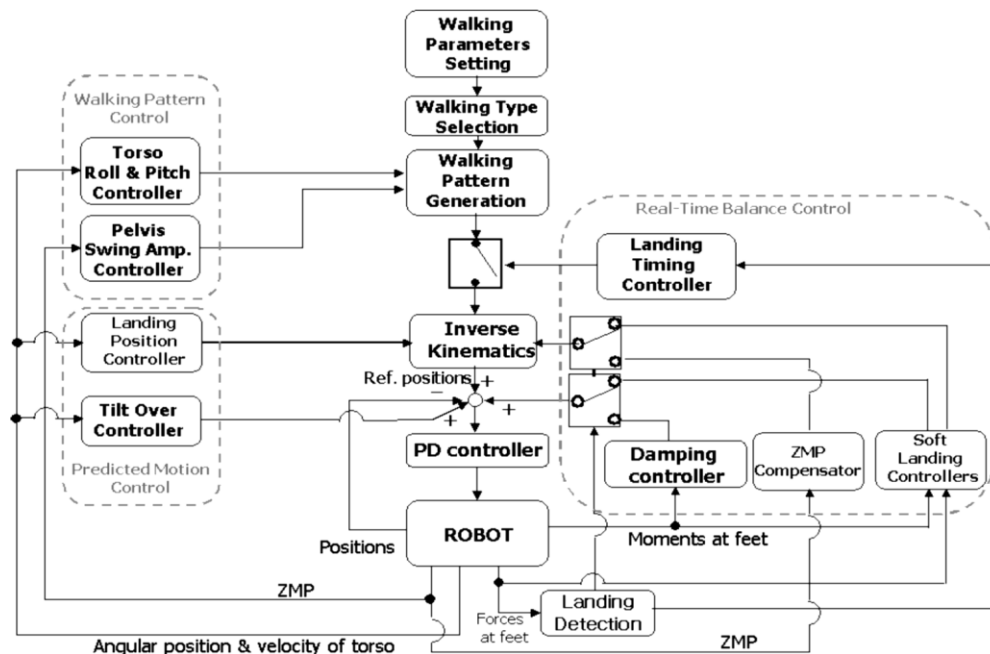 Walking
Parameters
Setting
Walking Pattern
Control
Walking Type
Selection
Torso
Roll & Pitch
Controller
Walking
Pattern
Generation
Real-Time Balance Control
Pelvis
Swing Amp.
Controller
Landing
Timing
Controller
Landing
Position
Controller
Inverse
Kinematics
Ref. positions
+
−
+
+
Tilt Over
Controller
PD controller
Damping
controller
ZMP
Compensator
Soft
Landing
Controllers
Predicted Motion
Control
Positions
ROBOT
Moments at feet
ZMP
Forces
at feet
Landing
Detection
Angular position & velocity of torso
ZMP